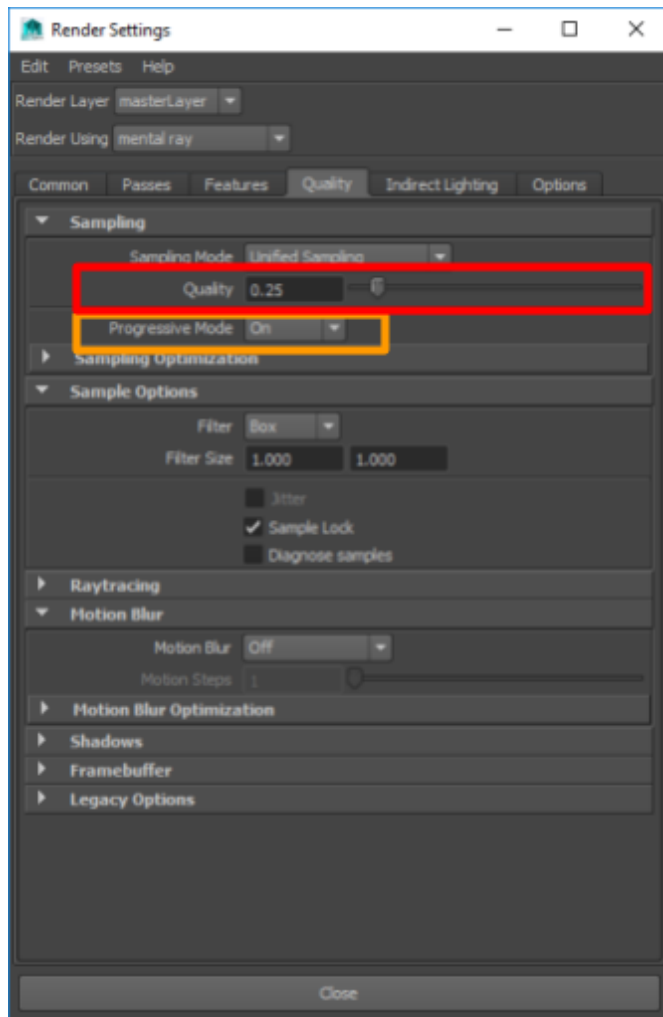 Render Settings
Edit Presets Help
Render Layer masterLayer
Render Using mental ray
Common Passes Features Quality Indirect Lighting Options
Sampling
Sampling Mode Unified Sampling
Quality 0.25
Progressive Mode On
Sampling Optimization
Sample Options
Filter Box
Filter Size 1.000 1.000
Jitter
Sample Lock
Diagnose samples
Raytracing
Motion Blur
Motion Blur Off
Motion Steps 1
Motion Blur Optimization
Shadows
Framebuffer
Legacy Options
Close